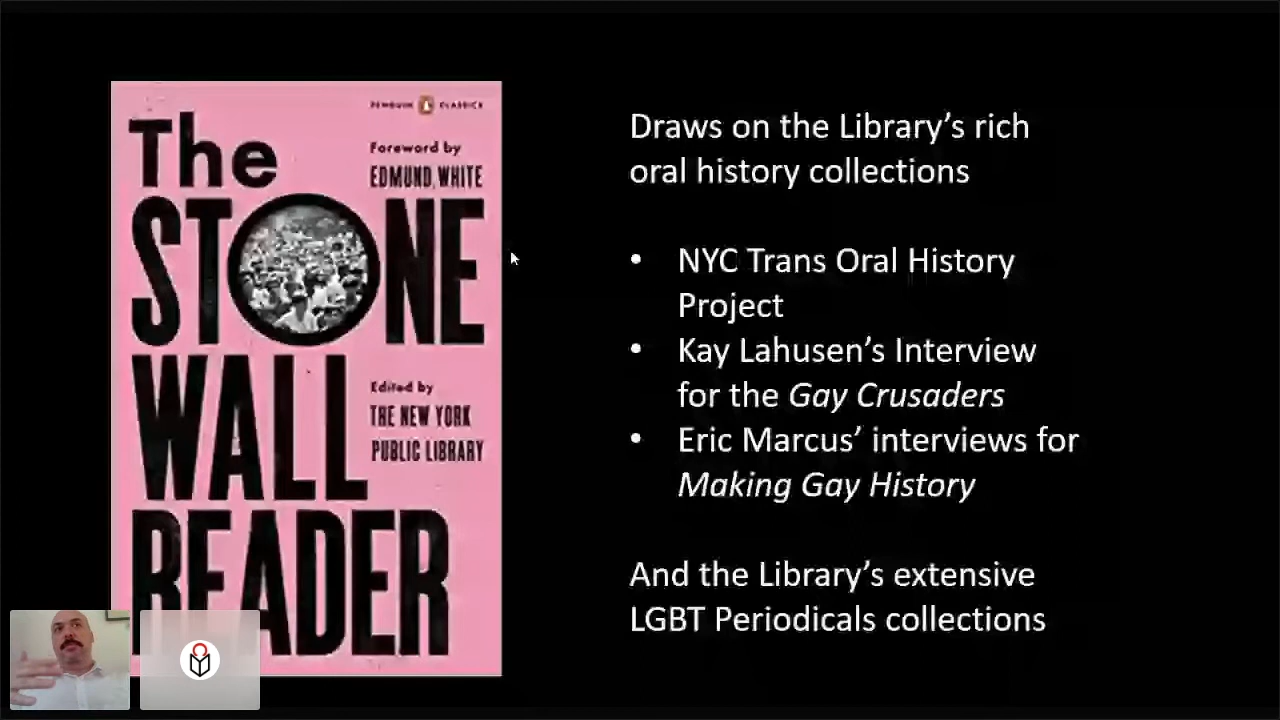 PENGUIN CLASSICS
The
Foreword by
EDMUND WHITE
STONE
WALL
Edited by
THE NEW YORK
PUBLIC LIBRARY
READER
Draws on the Library’s rich
oral history collections
• NYC Trans Oral History
Project
• Kay Lahusen’s Interview
for the Gay Crusaders
• Eric Marcus’ interviews for
Making Gay History
And the Library’s extensive
LGBT Periodicals collections